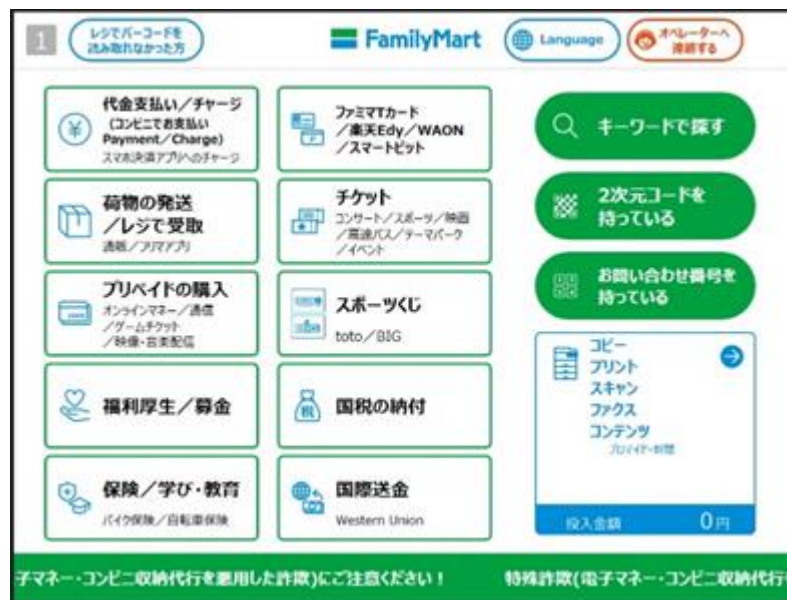 1
レジでバーコードを
読み取れなかった方
FamilyMart
Language
オペレーターへ
連絡する
代金支払い／チャージ
(コンビニでお支払い
Payment／Charge)
スマホ決済アプリへのチャージ
ファミマTカード
／楽天Edy／WAON
／スマートピット
キーワードで探す
荷物の発送
／レジで受取
通販／フリマアプリ
チケット
コンサート／スポーツ／映画
／高速バス／テーマパーク
／イベント
2次元コードを
持っている
プリペイドの購入
オンラインマネー／通信
／ゲームチケット
／映像・音楽配信
スポーツくじ
toto／BIG
お問い合わせ番号を
持っている
コピー
プリント
スキャン
ファクス
コンテンツ
福利厚生／募金
税
国税の納付
保険／学び・教育
バイク保険／自転車保険
国際送金
Western Union
投入金額
0円
子マネー・コンビニ収納代行を悪用した詐欺)にご注意ください！
特殊詐欺(電子マネー・コンビニ収納代行